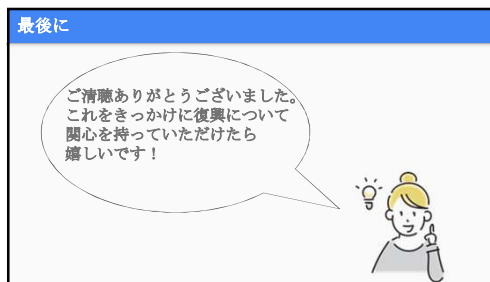 最後に
ご清聴ありがとうございました。
これをきっかけに復興について
関心を持っていただけたら
嬉しいです！